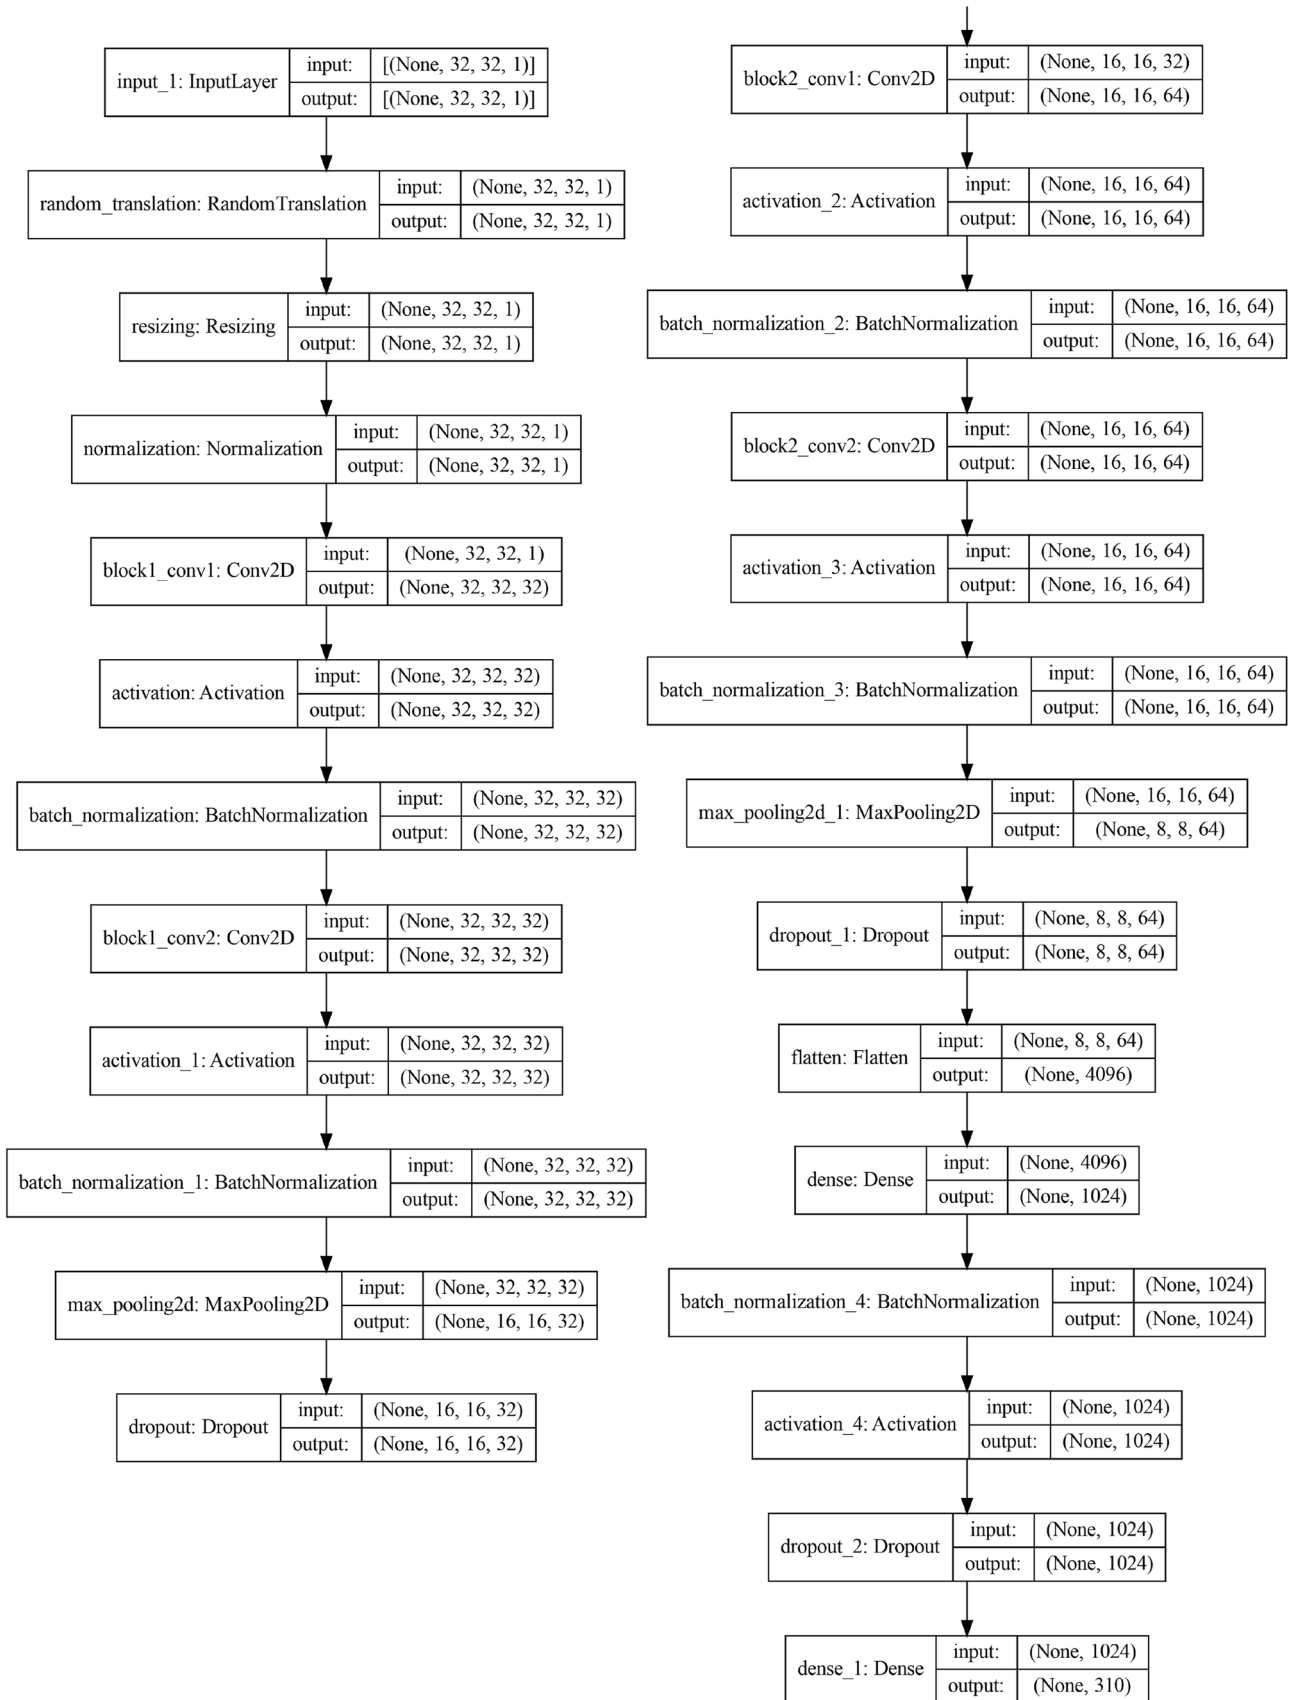 input_1: InputLayer
input:
[(None, 32, 32, 1)]
output:
[(None, 32, 32, 1)]
random_translation: RandomTranslation
input:
(None, 32, 32, 1)
output:
(None, 32, 32, 1)
resizing: Resizing
input:
(None, 32, 32, 1)
output:
(None, 32, 32, 1)
normalization: Normalization
input:
(None, 32, 32, 1)
output:
(None, 32, 32, 1)
block1_conv1: Conv2D
input:
(None, 32, 32, 1)
output:
(None, 32, 32, 32)
activation: Activation
input:
(None, 32, 32, 32)
output:
(None, 32, 32, 32)
batch_normalization: BatchNormalization
input:
(None, 32, 32, 32)
output:
(None, 32, 32, 32)
block1_conv2: Conv2D
input:
(None, 32, 32, 32)
output:
(None, 32, 32, 32)
activation_1: Activation
input:
(None, 32, 32, 32)
output:
(None, 32, 32, 32)
batch_normalization_1: BatchNormalization
input:
(None, 32, 32, 32)
output:
(None, 32, 32, 32)
max_pooling2d: MaxPooling2D
input:
(None, 32, 32, 32)
output:
(None, 16, 16, 32)
dropout: Dropout
input:
(None, 16, 16, 32)
output:
(None, 16, 16, 32)
block2_conv1: Conv2D
input:
(None, 16, 16, 32)
output:
(None, 16, 16, 64)
activation_2: Activation
input:
(None, 16, 16, 64)
output:
(None, 16, 16, 64)
batch_normalization_2: BatchNormalization
input:
(None, 16, 16, 64)
output:
(None, 16, 16, 64)
block2_conv2: Conv2D
input:
(None, 16, 16, 64)
output:
(None, 16, 16, 64)
activation_3: Activation
input:
(None, 16, 16, 64)
output:
(None, 16, 16, 64)
batch_normalization_3: BatchNormalization
input:
(None, 16, 16, 64)
output:
(None, 16, 16, 64)
max_pooling2d_1: MaxPooling2D
input:
(None, 16, 16, 64)
output:
(None, 8, 8, 64)
dropout_1: Dropout
input:
(None, 8, 8, 64)
output:
(None, 8, 8, 64)
flatten: Flatten
input:
(None, 8, 8, 64)
output:
(None, 4096)
dense: Dense
input:
(None, 4096)
output:
(None, 1024)
batch_normalization_4: BatchNormalization
input:
(None, 1024)
output:
(None, 1024)
activation_4: Activation
input:
(None, 1024)
output:
(None, 1024)
dropout_2: Dropout
input:
(None, 1024)
output:
(None, 1024)
dense_1: Dense
input:
(None, 1024)
output:
(None, 310)